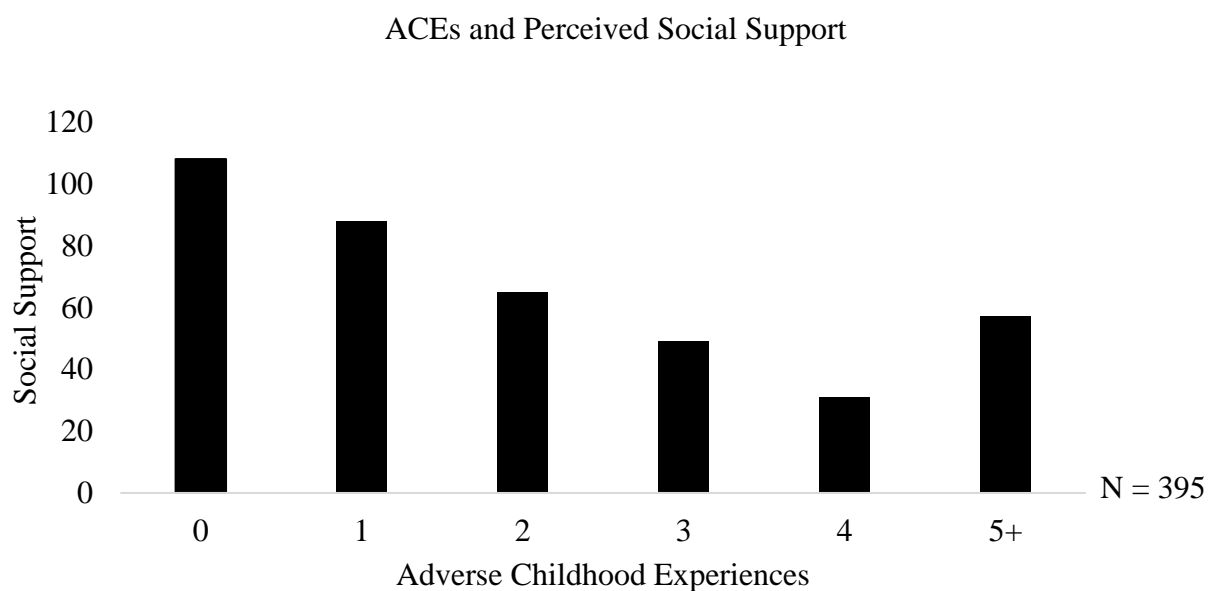 ACEs and Perceived Social Support
120
100
80
60
40
20
0
Social Support
0 1 2 3 4 5+
N = 395
Adverse Childhood Experiences